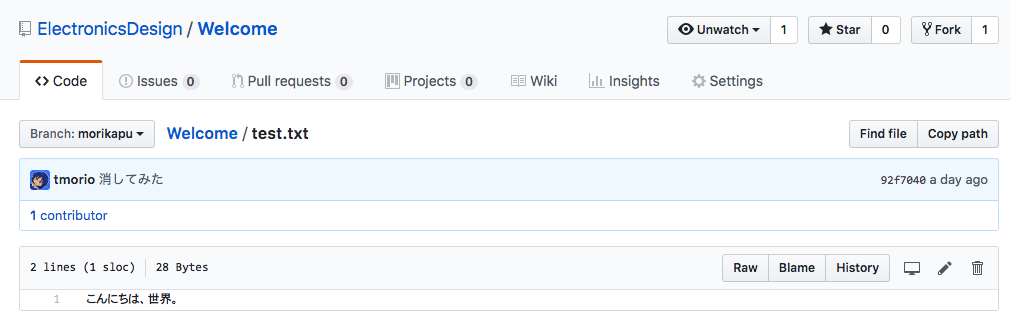 ElectronicsDesign / Welcome
Unwatch 1 Star 0 Fork 1
Code Issues 0 Pull requests 0 Projects 0 Wiki Insights Settings
Branch: morikapu Welcome / test.txt Find file Copy path
tmorio 消してみた 92f7040 a day ago
1 contributor
2 lines (1 sloc) 28 Bytes Raw Blame History
1 こんにちは、世界。